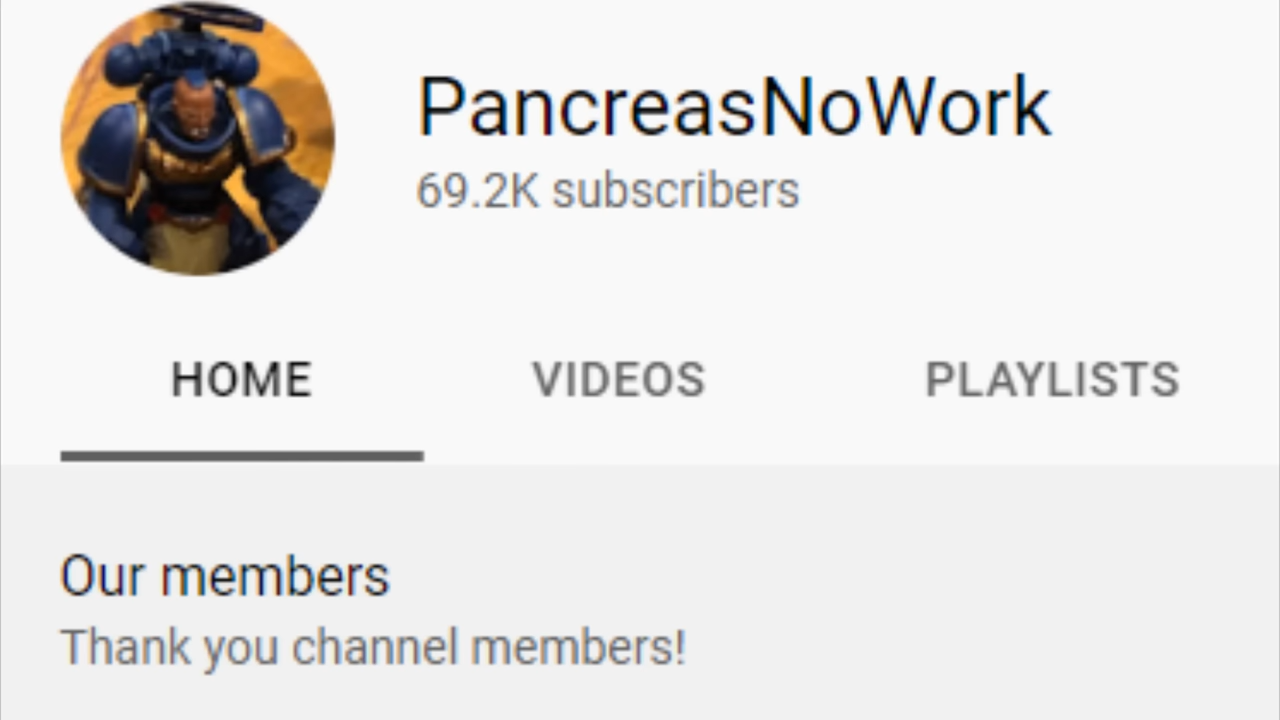 PancreasNoWork
69.2K subscribers
HOME VIDEOS PLAYLISTS
Our members
Thank you channel members!